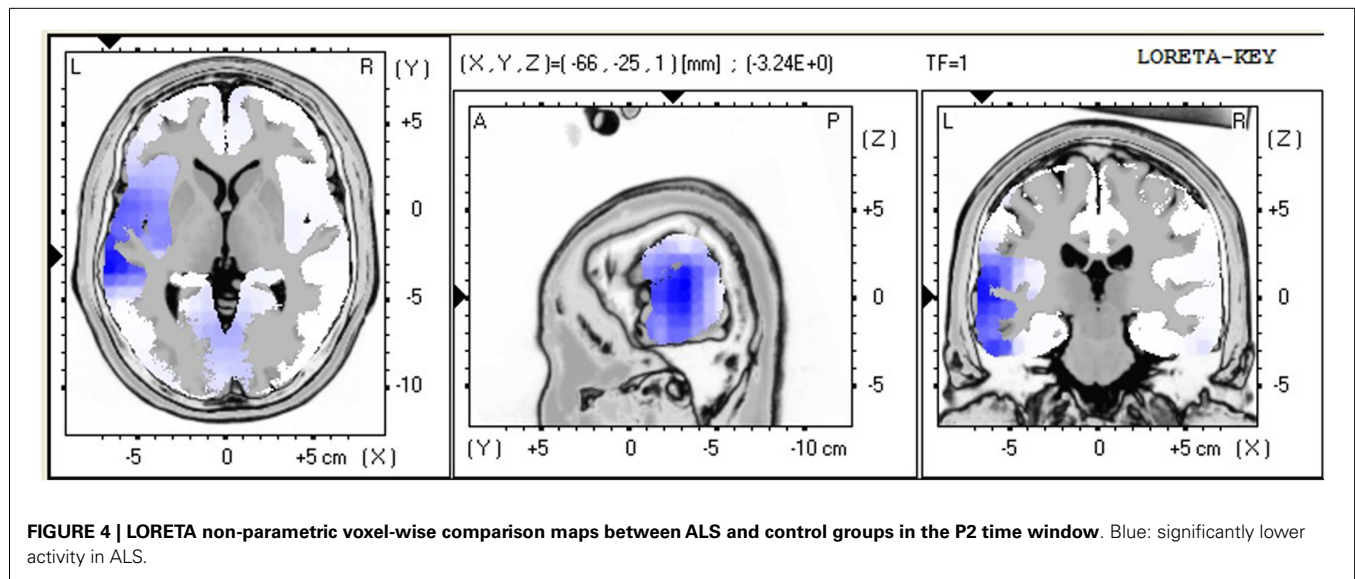 (X,Y,Z)=( -66 , -25 , 1 ) [mm] ; (-3.24E+0) TF=1 LORETA-KEY
L R (Y)
+5
0
-5
-10
-5 0 +5 cm (X)
A P (Z)
+5
0
-5
(Y) +5 0 -5 -10 cm
L R (Z)
+5
0
-5
-5 0 +5 cm (X)
FIGURE 4 | LORETA non-parametric voxel-wise comparison maps between ALS and control groups in the P2 time window. Blue: significantly lower
activity in ALS.